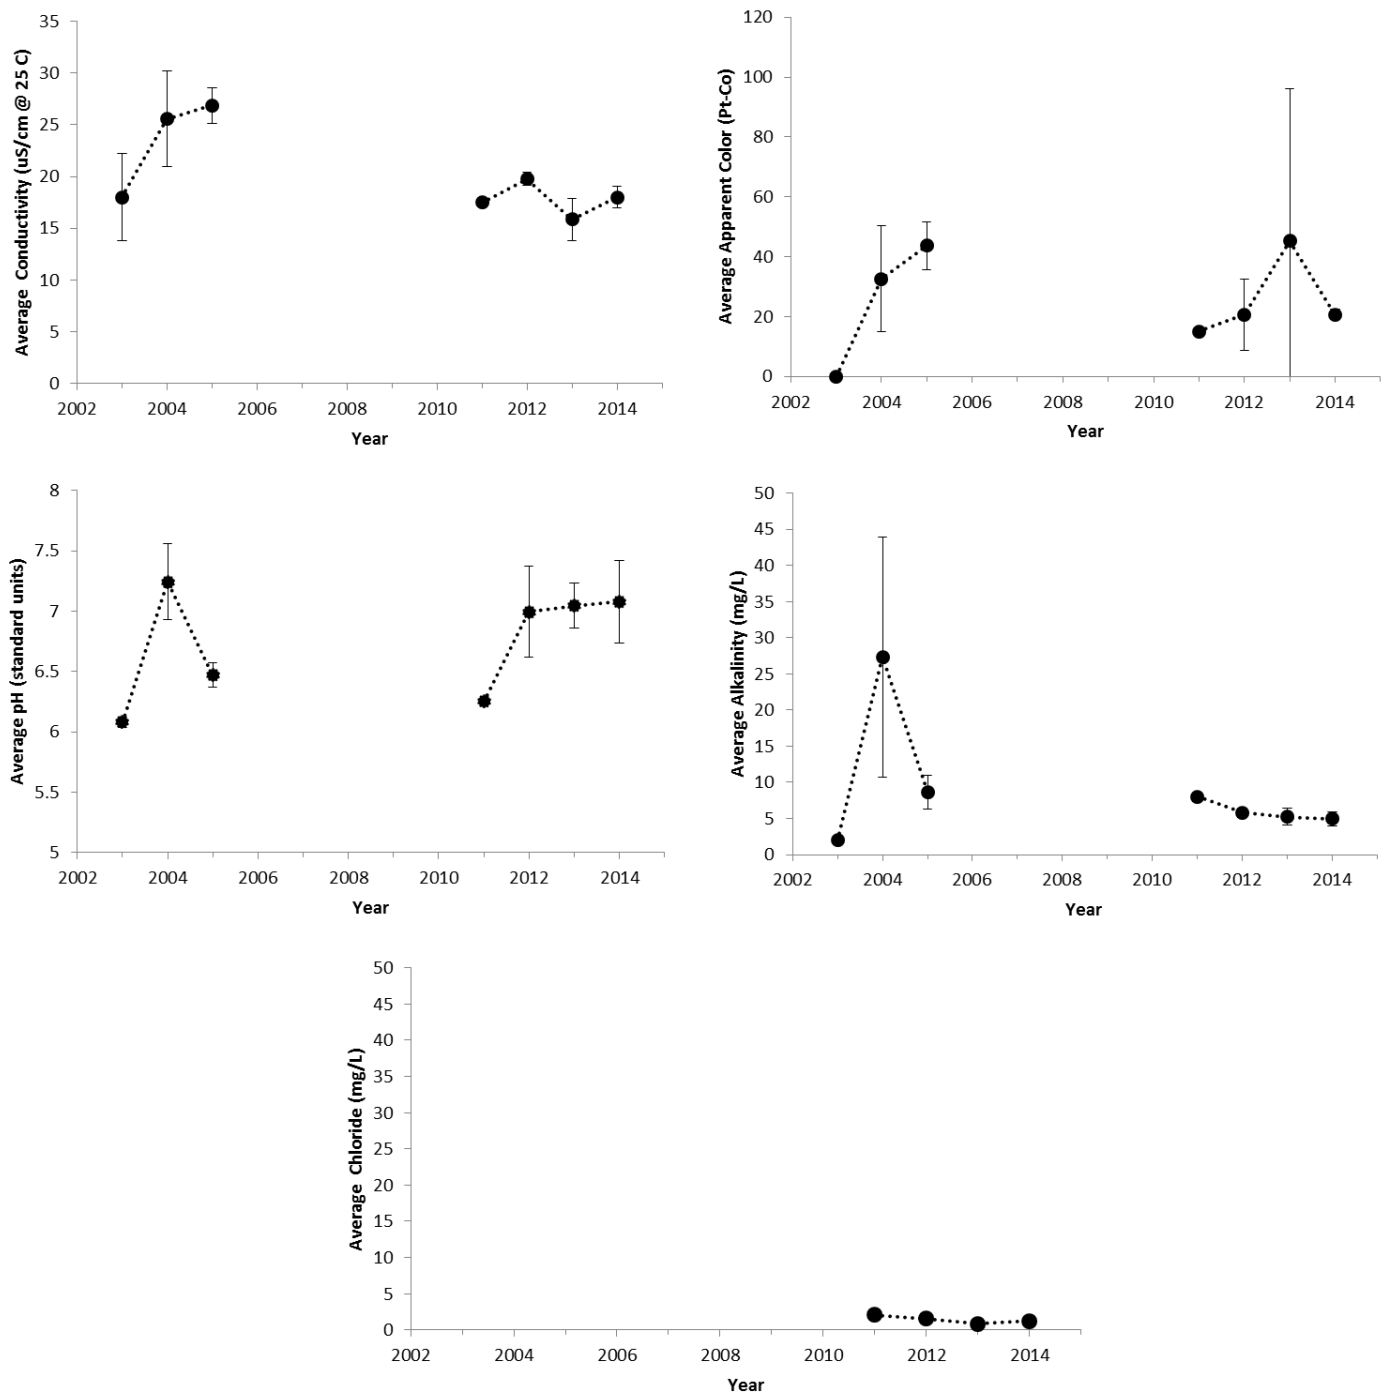 Average Conductivity (uS/cm @ 25 C)
35
30
25
20
15
10
5
0
2002 2004 2006 2008 2010 2012 2014
Year
Average Apparent Color (Pt-Co)
120
100
80
60
40
20
0
2002 2004 2006 2008 2010 2012 2014
Year
Average pH (standard units)
8
7.5
7
6.5
6
5.5
5
2002 2004 2006 2008 2010 2012 2014
Year
Average Alkalinity (mg/L)
50
45
40
35
30
25
20
15
10
5
0
2002 2004 2006 2008 2010 2012 2014
Year
Average Chloride (mg/L)
50
45
40
35
30
25
20
15
10
5
0
2002 2004 2006 2008 2010 2012 2014
Year